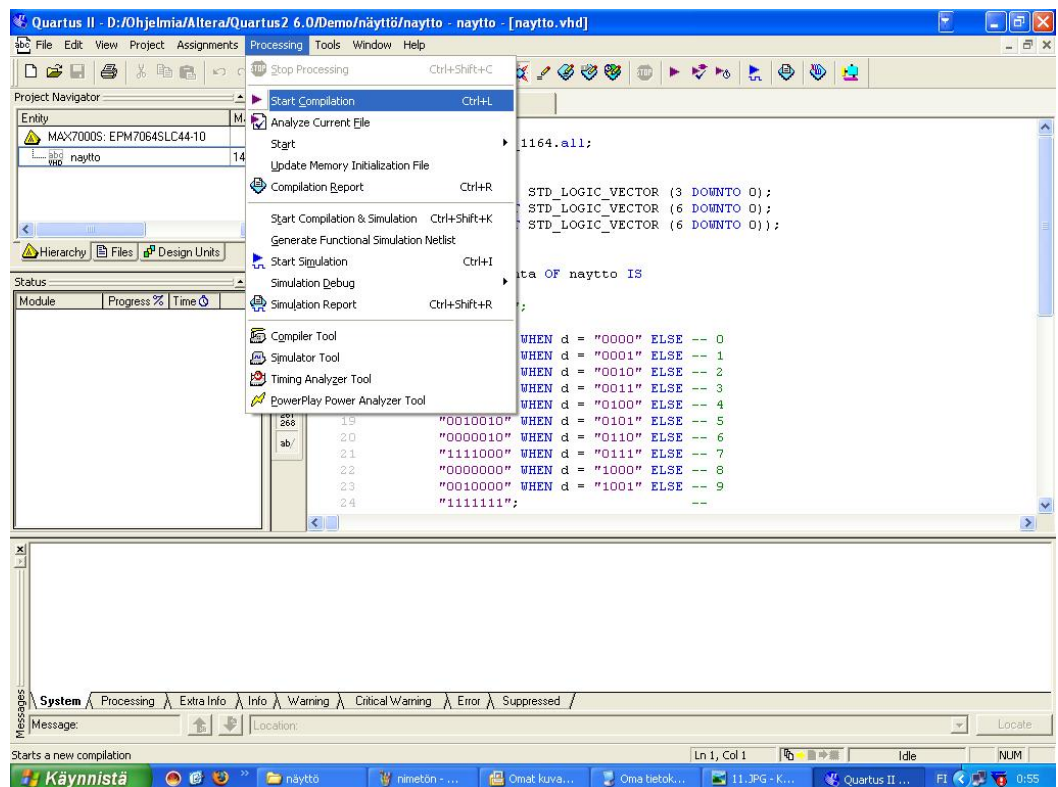 Quartus II - D:/Ohjelmia/Altera/Quartus2 6.0/Demo/näyttö/naytto - naytto - [naytto.vhd]
File Edit View Project Assignments Processing Tools Window Help
Stop Processing Ctrl+Shift+C
Start Compilation Ctrl+L
Analyze Current File
Start
Update Memory Initialization File
Compilation Report Ctrl+R
Start Compilation & Simulation Ctrl+Shift+K
Generate Functional Simulation Netlist
Start Simulation Ctrl+I
Simulation Debug
Simulation Report Ctrl+Shift+R
Compiler Tool
Simulator Tool
Timing Analyzer Tool
PowerPlay Power Analyzer Tool
Project Navigator
Entity
MAX7000S: EPM7064SLC44-10
naytto 14
Hierarchy Files Design Units
Status
Module Progress % Time
_1164.all;
STD_LOGIC_VECTOR (3 DOWNTO 0);
STD_LOGIC_VECTOR (6 DOWNTO 0);
STD_LOGIC_VECTOR (6 DOWNTO 0));
ta OF naytto IS
";
WHEN d = "0000" ELSE -- 0
WHEN d = "0001" ELSE -- 1
WHEN d = "0010" ELSE -- 2
WHEN d = "0011" ELSE -- 3
WHEN d = "0100" ELSE -- 4
19 "0010010" WHEN d = "0101" ELSE -- 5
20 "0000010" WHEN d = "0110" ELSE -- 6
21 "1111000" WHEN d = "0111" ELSE -- 7
22 "0000000" WHEN d = "1000" ELSE -- 8
23 "0010000" WHEN d = "1001" ELSE -- 9
24 "1111111"; --
268
ab/
Messages
System Processing Extra Info Info Warning Critical Warning Error Suppressed
Message: Location: Locate
Starts a new compilation Ln 1, Col 1 Idle NUM
Käynnistä » näyttö nimetön - ... Omat kuva... Oma tietok... 11.JPG - K... Quartus II ... FI 0:55